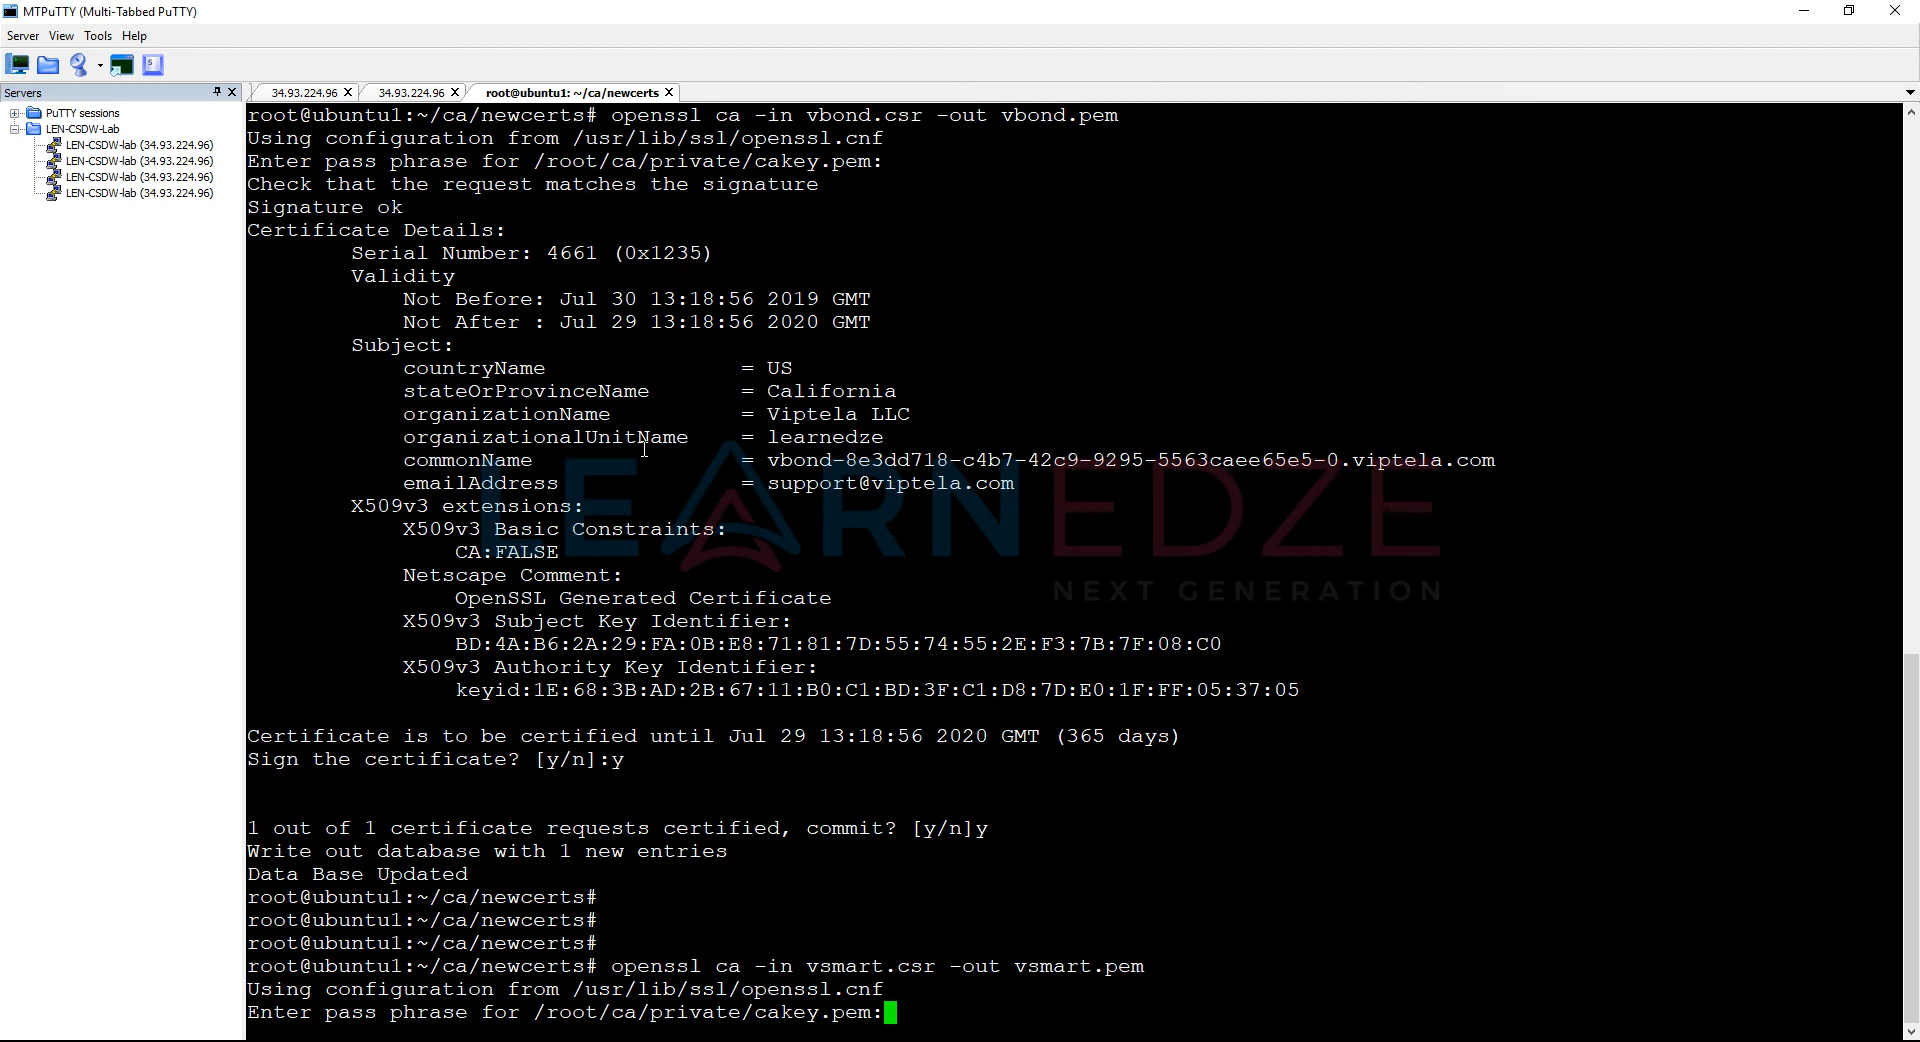 MTPuTTY (Multi-Tabbed PuTTY)
Server View Tools Help
Servers
34.93.224.96
34.93.224.96
root@ubuntu1: ~/ca/newcerts
PuTTY sessions
LEN-CSDW-Lab
LEN-CSDW-lab (34.93.224.96)
LEN-CSDW-lab (34.93.224.96)
LEN-CSDW-lab (34.93.224.96)
LEN-CSDW-lab (34.93.224.96)
root@ubuntu1:~/ca/newcerts# openssl ca -in vbond.csr -out vbond.pem
Using configuration from /usr/lib/ssl/openssl.cnf
Enter pass phrase for /root/ca/private/cakey.pem:
Check that the request matches the signature
Signature ok
Certificate Details:
Serial Number: 4661 (0x1235)
Validity
Not Before: Jul 30 13:18:56 2019 GMT
Not After : Jul 29 13:18:56 2020 GMT
Subject:
countryName = US
stateOrProvinceName = California
organizationName = Viptela LLC
organizationalUnitName = learnedze
commonName = vbond-8e3dd718-c4b7-42c9-9295-5563caee65e5-0.viptela.com
emailAddress = support@viptela.com
X509v3 extensions:
X509v3 Basic Constraints:
CA:FALSE
Netscape Comment:
OpenSSL Generated Certificate
X509v3 Subject Key Identifier:
BD:4A:B6:2A:29:FA:0B:E8:71:81:7D:55:74:55:2E:F3:7B:7F:08:C0
X509v3 Authority Key Identifier:
keyid:1E:68:3B:AD:2B:67:11:B0:C1:BD:3F:C1:D8:7D:E0:1F:FF:05:37:05
Certificate is to be certified until Jul 29 13:18:56 2020 GMT (365 days)
Sign the certificate? [y/n]:y
1 out of 1 certificate requests certified, commit? [y/n]y
Write out database with 1 new entries
Data Base Updated
root@ubuntu1:~/ca/newcerts#
root@ubuntu1:~/ca/newcerts#
root@ubuntu1:~/ca/newcerts#
root@ubuntu1:~/ca/newcerts# openssl ca -in vsmart.csr -out vsmart.pem
Using configuration from /usr/lib/ssl/openssl.cnf
Enter pass phrase for /root/ca/private/cakey.pem:
LEARNEDZE
NEXT GENERATION